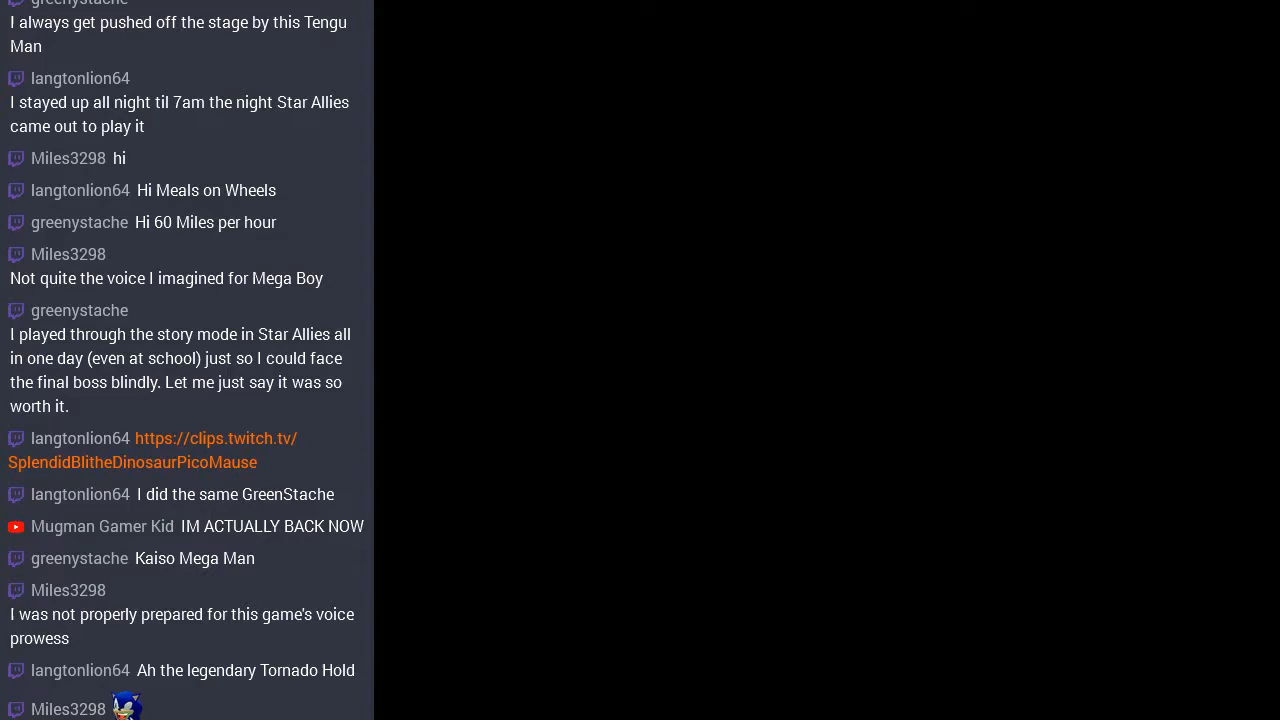 greenystache
I always get pushed off the stage by this Tengu
Man
langtonlion64
I stayed up all night til 7am the night Star Allies
came out to play it
Miles3298 hi
langtonlion64 Hi Meals on Wheels
greenystache Hi 60 Miles per hour
Miles3298
Not quite the voice I imagined for Mega Boy
greenystache
I played through the story mode in Star Allies all
in one day (even at school) just so I could face
the final boss blindly. Let me just say it was so
worth it.
langtonlion64 https://clips.twitch.tv/
SplendidBlitheDinosaurPicoMause
langtonlion64 I did the same GreenStache
Mugman Gamer Kid IM ACTUALLY BACK NOW
greenystache Kaiso Mega Man
Miles3298
I was not properly prepared for this game's voice
prowess
langtonlion64 Ah the legendary Tornado Hold
Miles3298